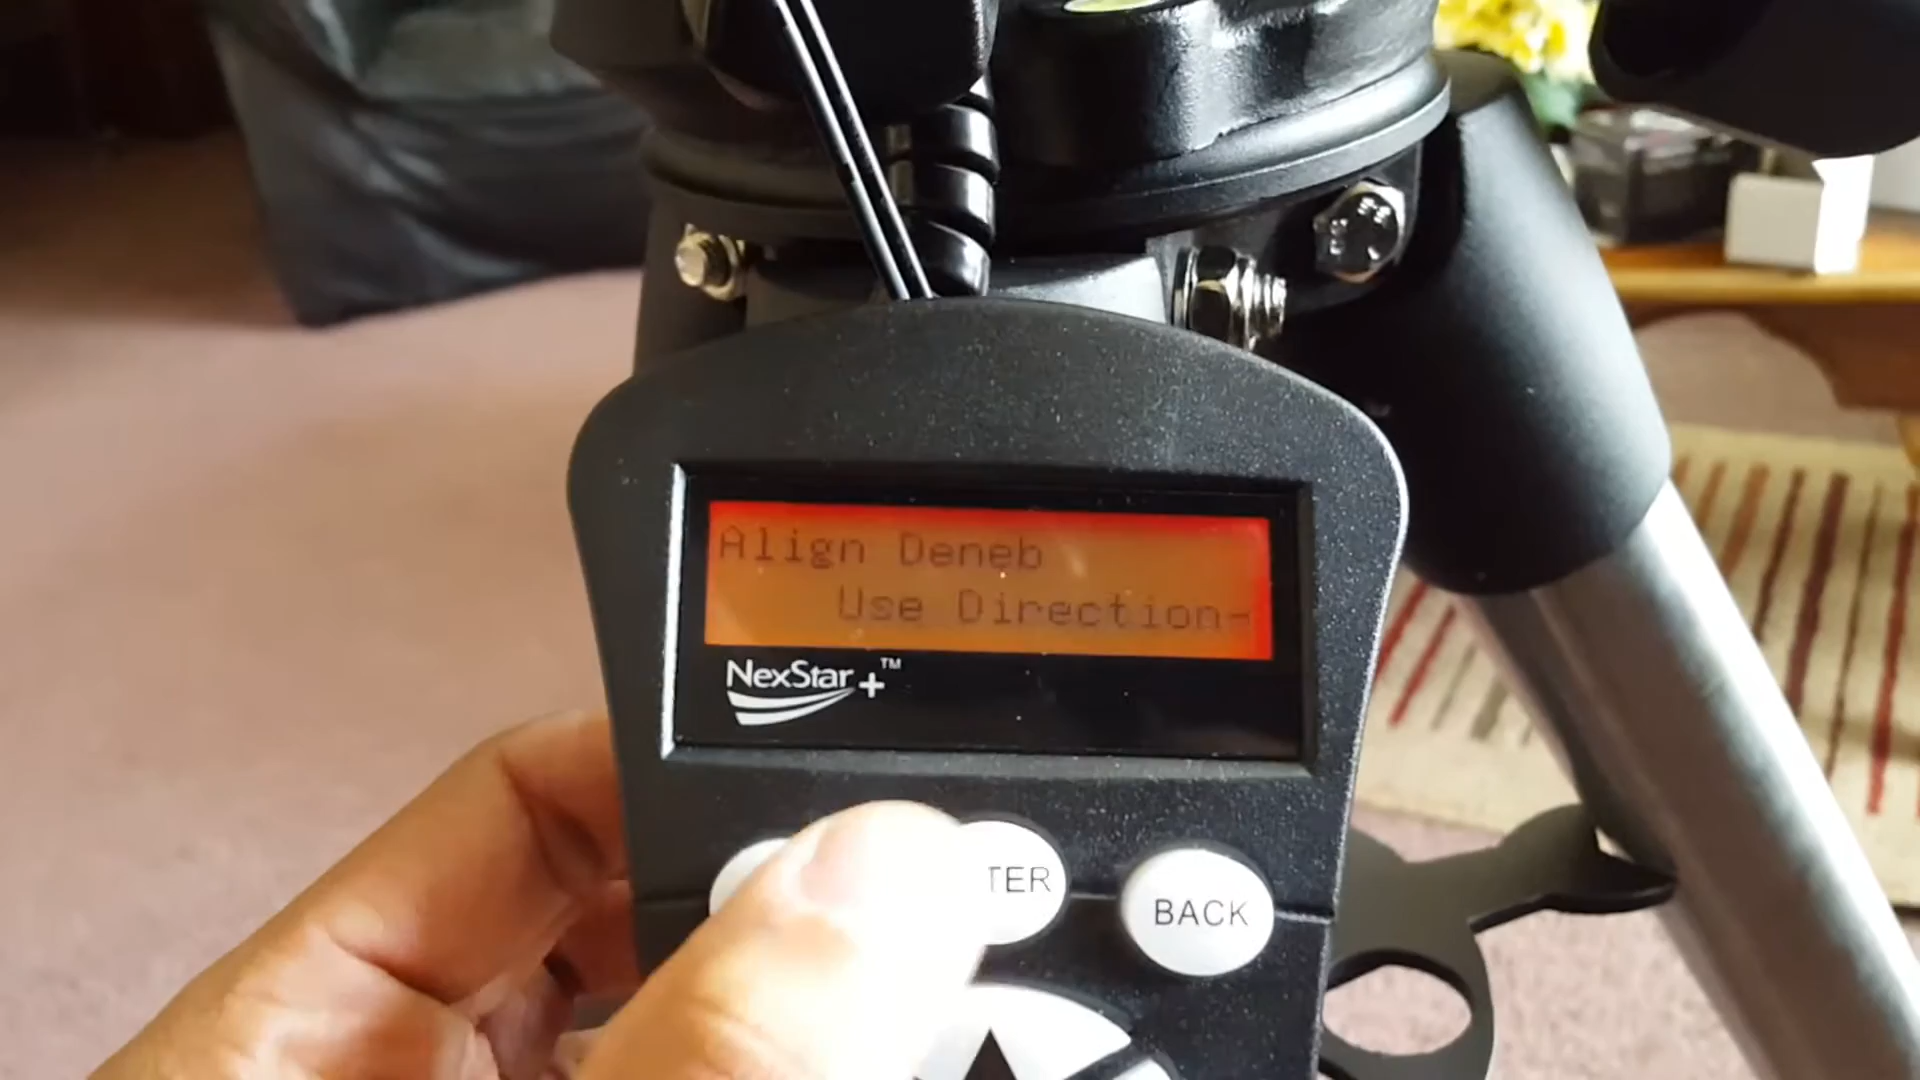 Align Deneb
Use Direction
NexStar+™
TER
BACK